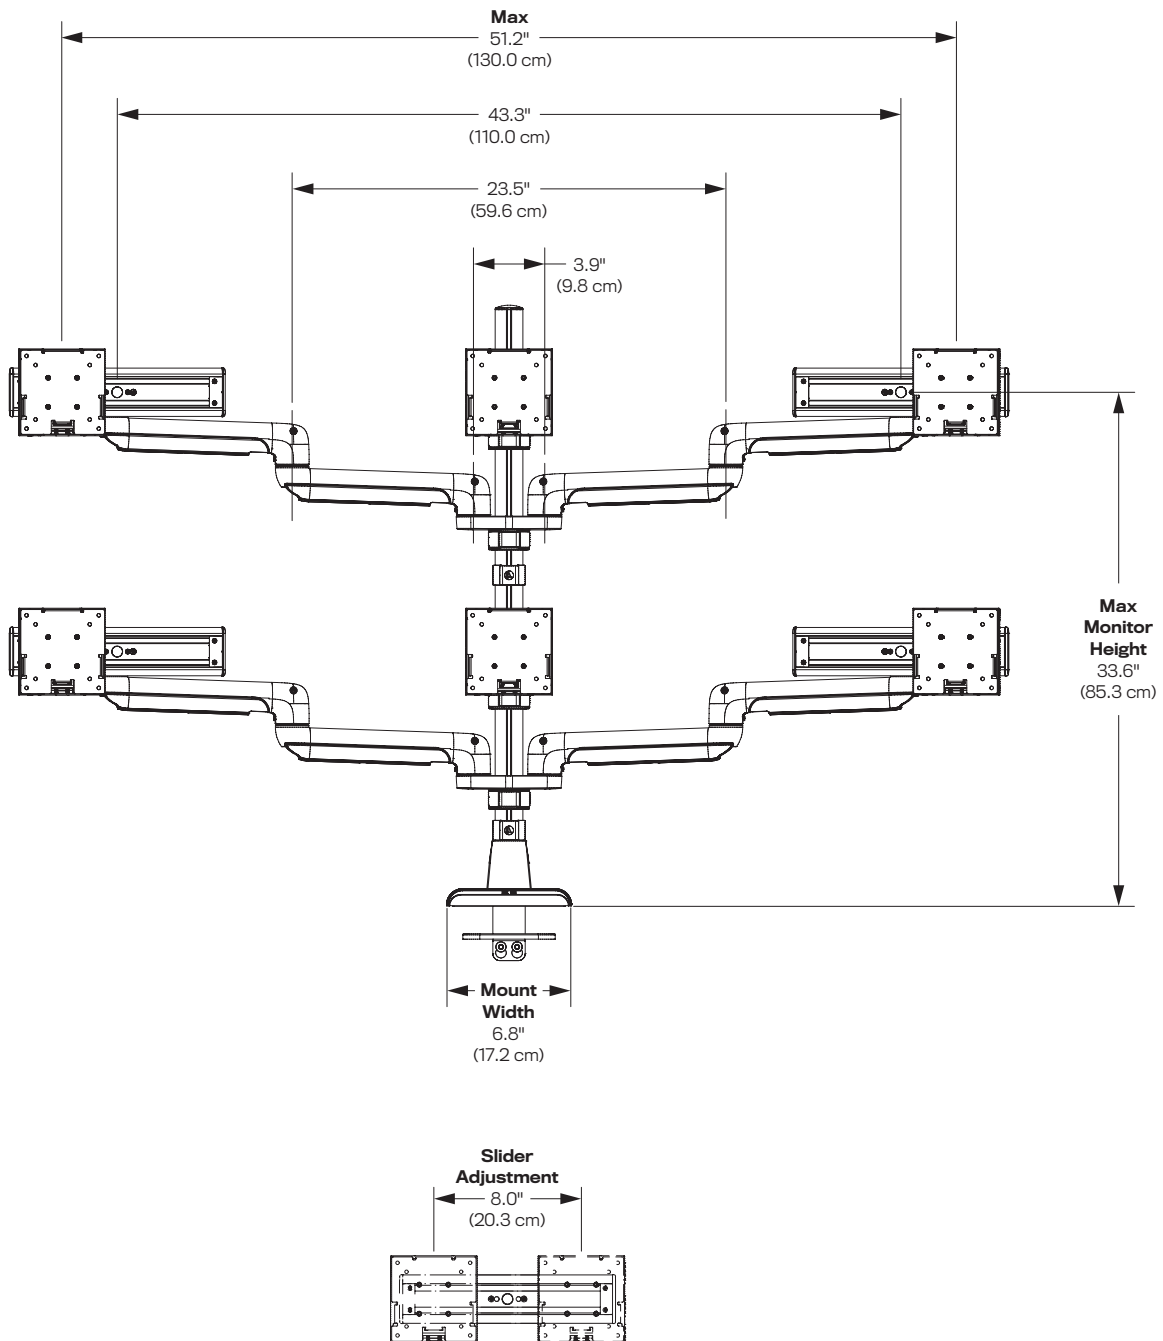 Max
51.2"
(130.0 cm)
43.3"
(110.0 cm)
23.5"
(59.6 cm)
3.9"
(9.8 cm)
Max
Monitor
Height
33.6"
(85.3 cm)
Mount
Width
6.8"
(17.2 cm)
Slider
Adjustment
8.0"
(20.3 cm)